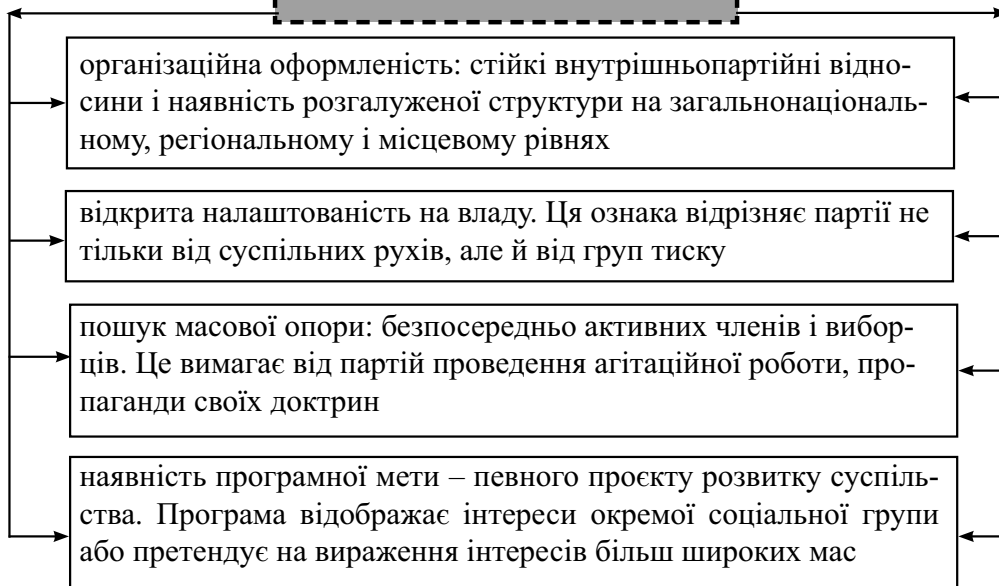 організаційна оформленість: стійкі внутрішньопартійні відно-
сини і наявність розгалуженої структури на загальнонаціональ-
ному, регіональному і місцевому рівнях
відкрита налаштованість на владу. Ця ознака відрізняє партії не
тільки від суспільних рухів, але й від груп тиску
пошук масової опори: безпосередньо активних членів і вибор-
ців. Це вимагає від партій проведення агітаційної роботи, про-
паганди своїх доктрин
наявність програмної мети – певного проєкту розвитку суспіль-
ства. Програма відображає інтереси окремої соціальної групи
або претендує на вираження інтересів більш широких мас